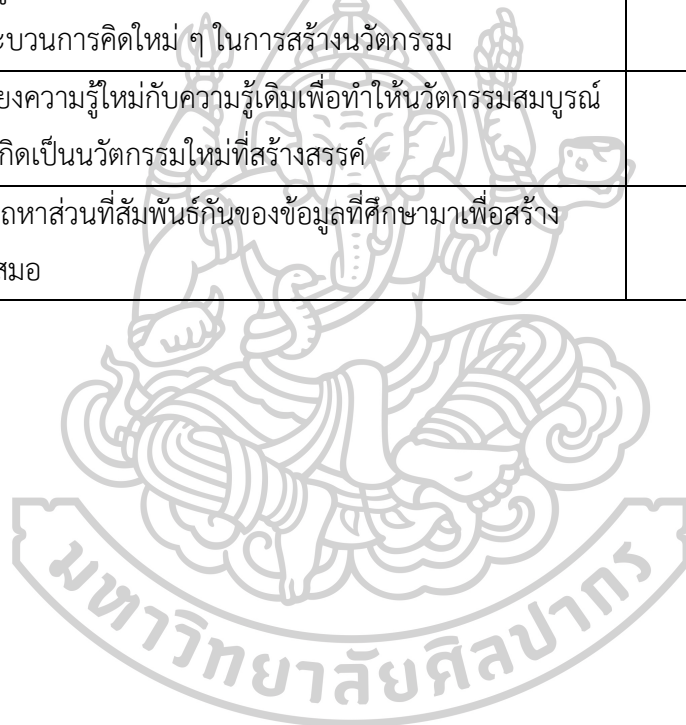 ะบวนการคิดใหม่ ๆ ในการสร้างนวัตกรรม
ยงความรู้ใหม่กับความรู้เดิมเพื่อทำให้นวัตกรรมสมบูรณ์
กิดเป็นนวัตกรรมใหม่ที่สร้างสรรค์
ถหาส่วนที่สัมพันธ์กันของข้อมูลที่ศึกษามาเพื่อสร้าง
สมอ
มหาวิทยาลัยศิลปากร